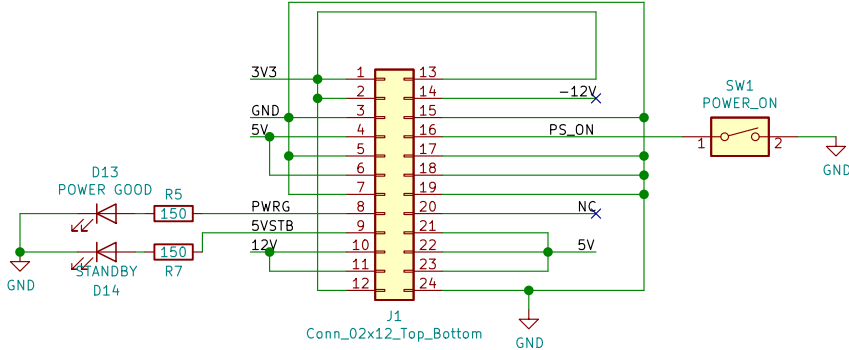 3V3
GND
5V
PWRG
5VSTB
12V
1
2
3
4
5
6
7
8
9
10
11
12
13
14
15
16
17
18
19
20
21
22
23
24
-12V
PS_ON
NC
5V
SW1
POWER_ON
1
2
GND
D13
POWER GOOD
R5
150
150
R7
STANDBY
D14
GND
J1
Conn_02x12_Top_Bottom
GND